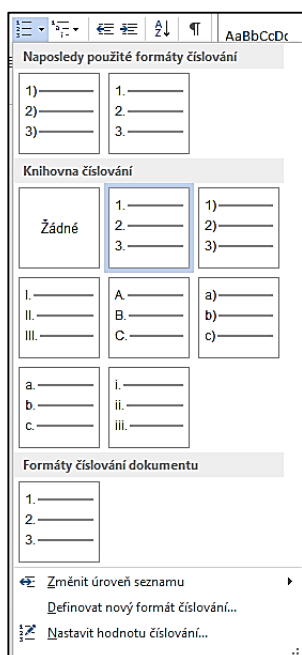 AaBbCcDc
Naposledy použité formáty číslování
1) 1.
2) 2.
3) 3.
Knihovna číslování
Žádné
1. 1)
2. 2)
3. 3)
I. A. a)
II. B. b)
III. C. c)
a. i.
b. ii.
c. iii.
Formáty číslování dokumentu
1.
2.
3.
Změnit úroveň seznamu
Definovat nový formát číslování...
Nastavit hodnotu číslování...